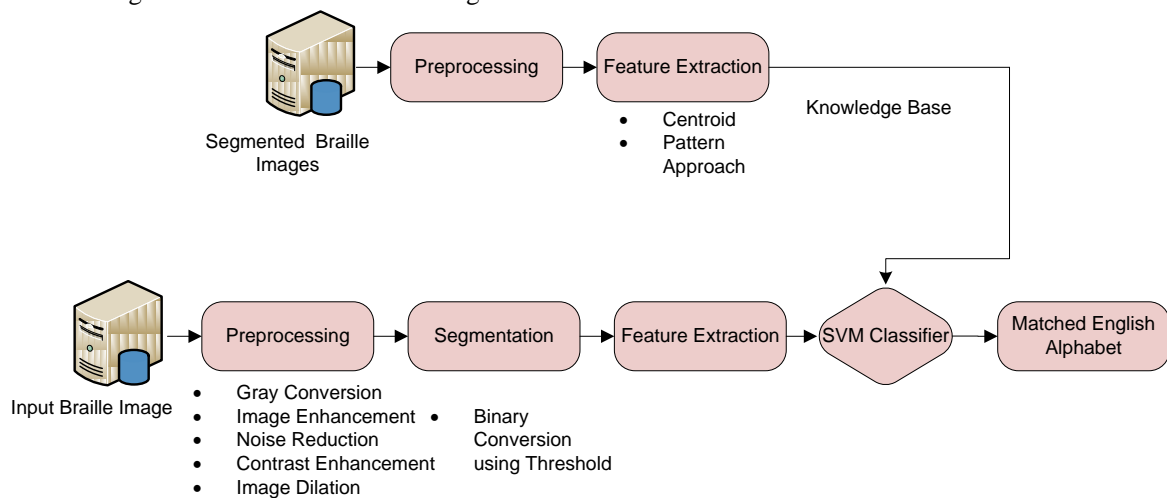 Preprocessing
Feature Extraction
Knowledge Base
Segmented Braille
Images
• Centroid
• Pattern
Approach
Preprocessing
Segmentation
Feature Extraction
SVM Classifier
Matched English
Alphabet
Input Braille Image
• Gray Conversion
• Image Enhancement
• Noise Reduction
• Contrast Enhancement
• Image Dilation
• Binary
Conversion
using Threshold